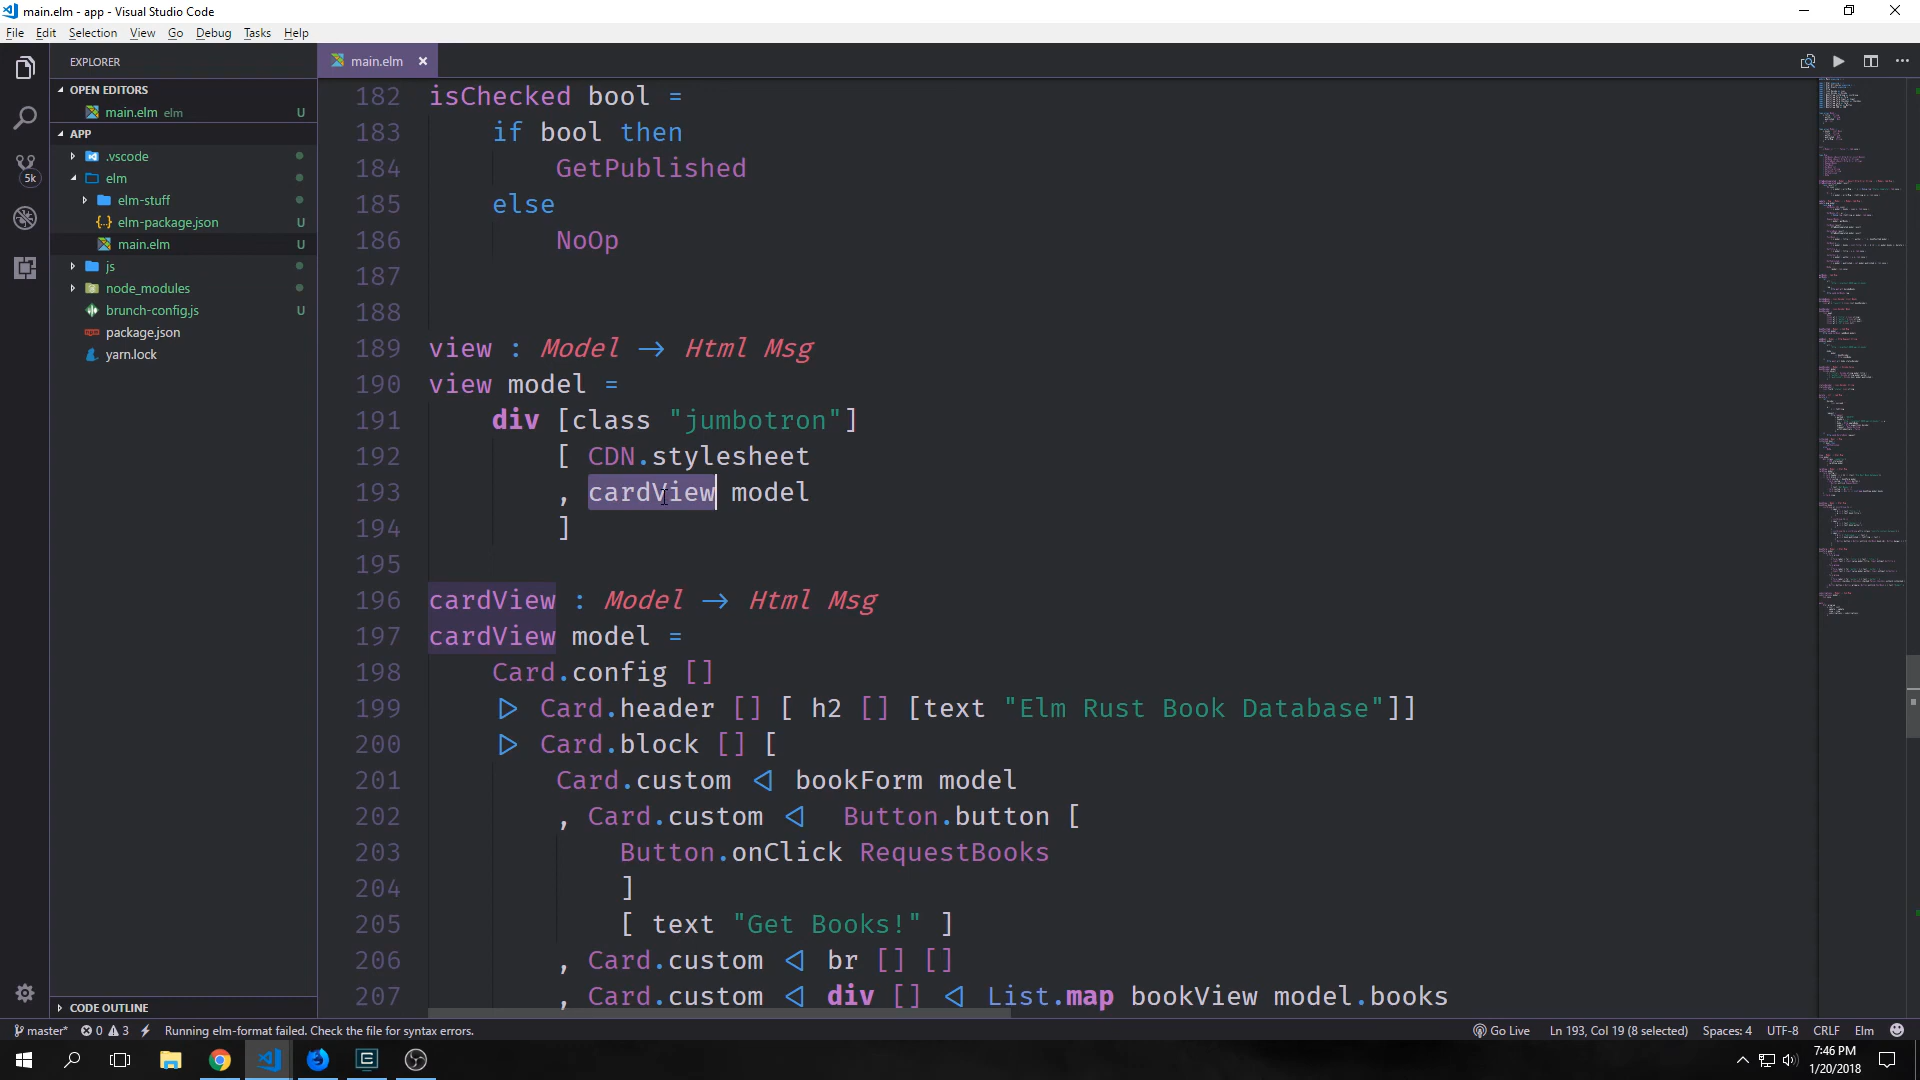 main.elm - app - Visual Studio Code
File Edit Selection View Go Debug Tasks Help
EXPLORER
main.elm
OPEN EDITORS
main.elm elm U
APP
.vscode
elm
elm-stuff
elm-package.json U
main.elm U
js
node_modules
brunch-config.js U
package.json
yarn.lock
5k
CODE OUTLINE
182 isChecked bool =
183 if bool then
184 GetPublished
185 else
186 NoOp
187
188
189 view : Model → Html Msg
190 view model =
191 div [class "jumbotron"]
192 [ CDN.stylesheet
193 , cardView model
194 ]
195
196 cardView : Model → Html Msg
197 cardView model =
198 Card.config []
199 ▷ Card.header [] [ h2 [] [text "Elm Rust Book Database"]]
200 ▷ Card.block [] [
201 Card.custom ◁ bookForm model
202 , Card.custom ◁ Button.button [
203 Button.onClick RequestBooks
204 ]
205 [ text "Get Books!" ]
206 , Card.custom ◁ br [] []
207 , Card.custom ◁ div [] ◁ List.map bookView model.books
master* 0 3 Running elm-format failed. Check the file for syntax errors. Go Live Ln 193, Col 19 (8 selected) Spaces: 4 UTF-8 CRLF Elm
7:46 PM
1/20/2018